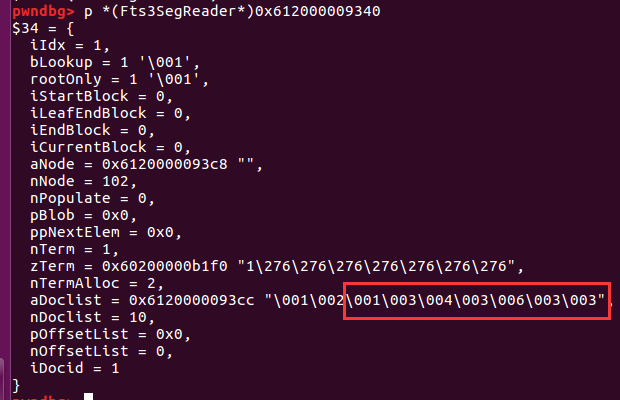 pwndbg> p *(Fts3SegReader*)0x612000009340
$34 = {
iIdx = 1,
bLookup = 1 '\001',
rootOnly = 1 '\001',
iStartBlock = 0,
iLeafEndBlock = 0,
iEndBlock = 0,
iCurrentBlock = 0,
aNode = 0x6120000093c8 "",
nNode = 102,
nPopulate = 0,
pBlob = 0x0,
ppNextElem = 0x0,
nTerm = 1,
zTerm = 0x60200000b1f0 "1\276\276\276\276\276\276\276",
nTermAlloc = 2,
aDoclist = 0x6120000093cc "\001\002\001\003\004\003\006\003\003",
nDoclist = 10,
pOffsetList = 0x0,
nOffsetList = 0,
iDocid = 1
}
pwndbg>